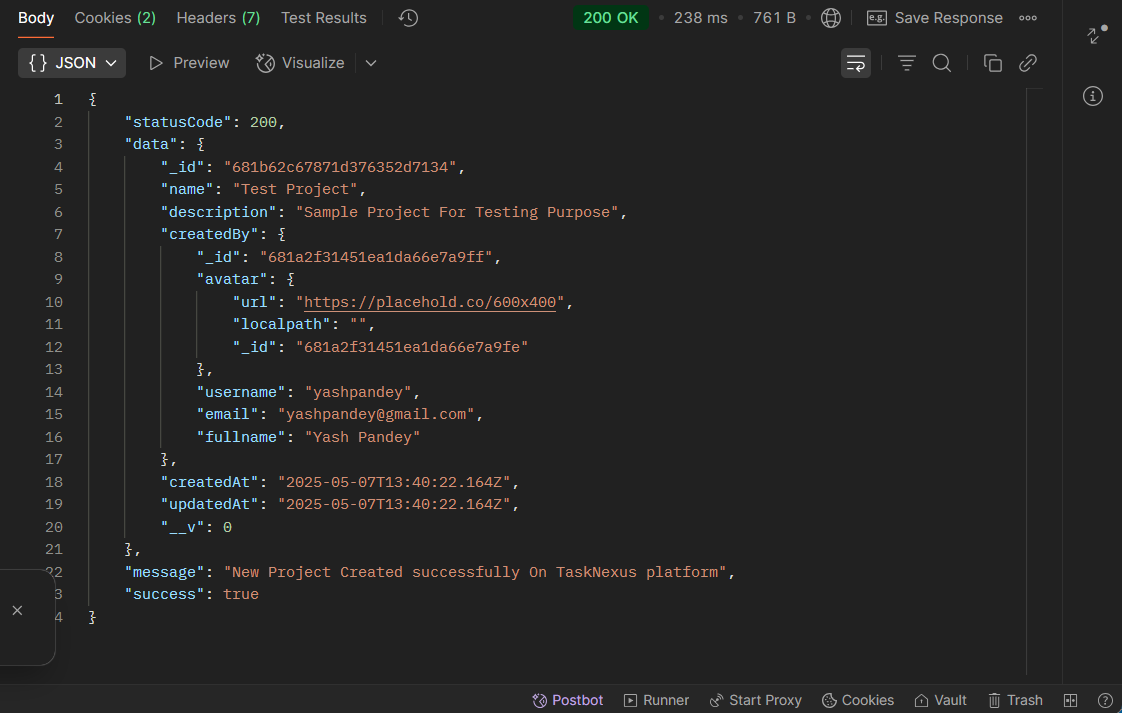 Body Cookies (2) Headers (7) Test Results 200 OK • 238 ms • 761 B • e.g. Save Response
{} JSON Preview Visualize
1 {
2 "statusCode": 200,
3 "data": {
4 "_id": "681b62c67871d376352d7134",
5 "name": "Test Project",
6 "description": "Sample Project For Testing Purpose",
7 "createdBy": {
8 "_id": "681a2f31451ea1da66e7a9ff",
9 "avatar": {
10 "url": "https://placehold.co/600x400",
11 "localpath": "",
12 "_id": "681a2f31451ea1da66e7a9fe"
13 },
14 "username": "yashpandey",
15 "email": "yashpandey@gmail.com",
16 "fullname": "Yash Pandey"
17 },
18 "createdAt": "2025-05-07T13:40:22.164Z",
19 "updatedAt": "2025-05-07T13:40:22.164Z",
20 "__v": 0
21 },
22 "message": "New Project Created successfully On TaskNexus platform",
3 "success": true
4 }
Postbot Runner Start Proxy Cookies Vault Trash